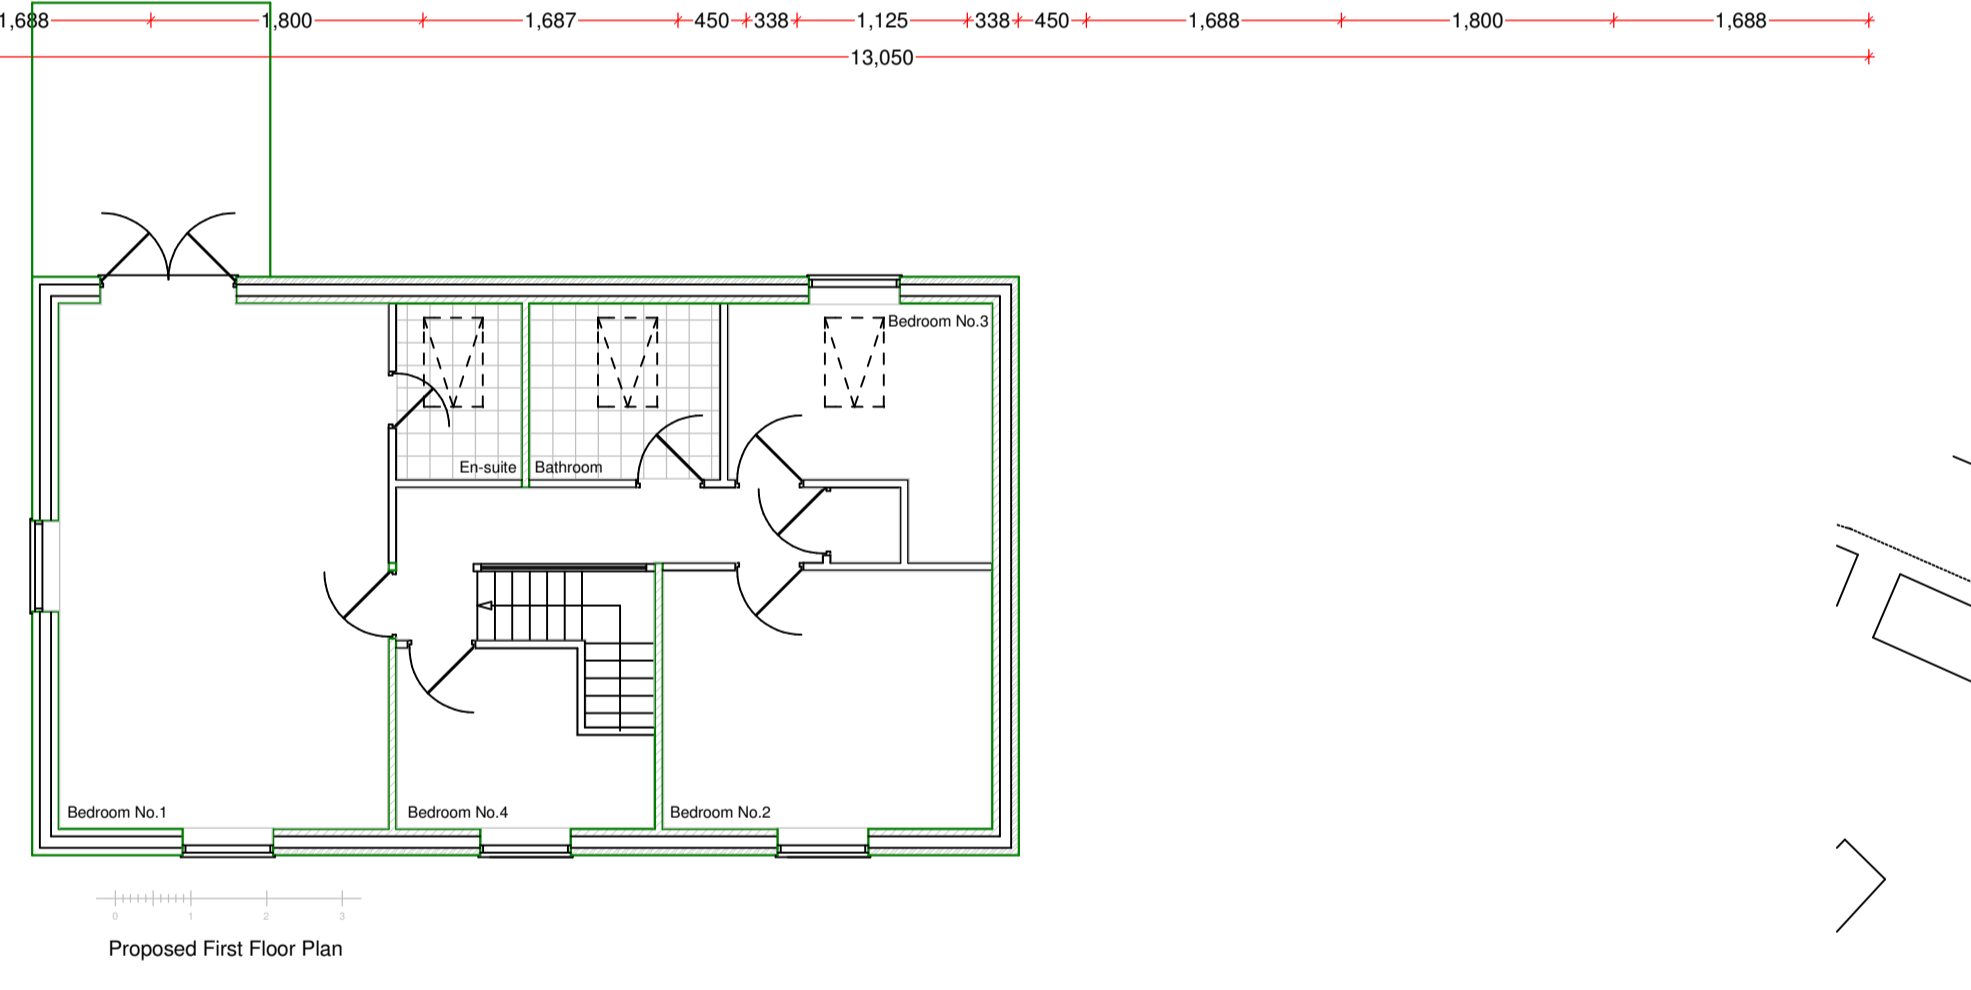 1,688 1,800 1,687 450 338 1,125 338 450 1,688 1,800 1,688
13,050
Bedroom No.3
En-suite Bathroom
Bedroom No.1 Bedroom No.4 Bedroom No.2
0 1 2 3
Proposed First Floor Plan